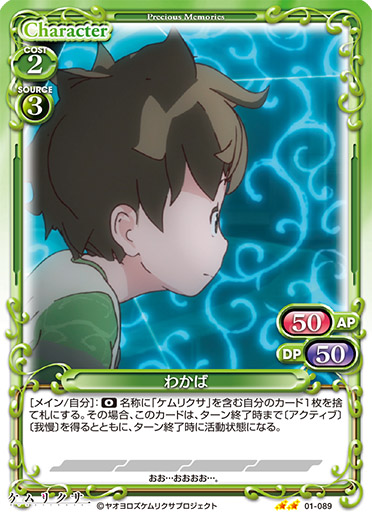 Precious Memories
Character
COST
2
SOURCE
3
50 AP
DP 50
わかば
[メイン/自分]:名称に「ケムリクサ」を含む自分のカード1枚を捨
て札にする。その場合、このカードは、ターン終了時まで〔アクティブ〕
〔我慢〕を得るとともに、ターン終了時に活動状態になる。
おお…おおおお…。
ケムリクサ
©ヤオヨロズケムリクサプロジェクト
01-089